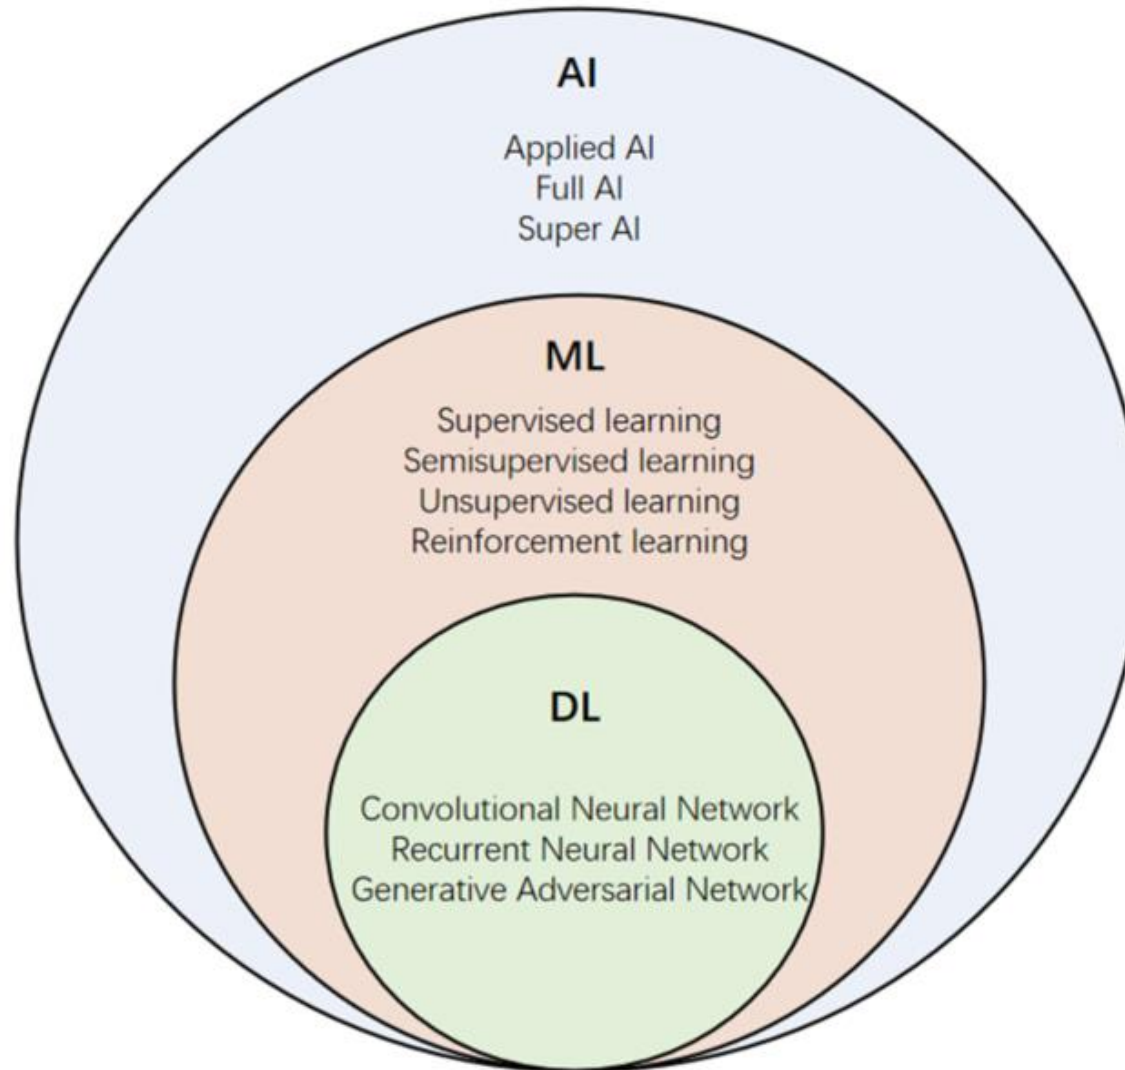 AI
Applied AI
Full AI
Super AI
ML
Supervised learning
Semisupervised learning
Unsupervised learning
Reinforcement learning
DL
Convolutional Neural Network
Recurrent Neural Network
Generative Adversarial Network